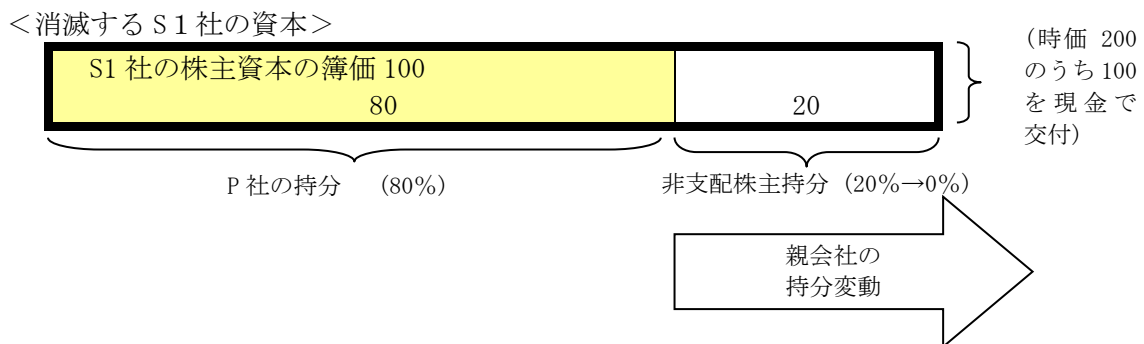 ＜消滅するS１社の資本＞
（時価 200
のうち 100
を現金で
交付）
S1 社の株主資本の簿価 100
80
20
P 社の持分　（80％）
非支配株主持分（20％→0％）
親会社の
持分変動